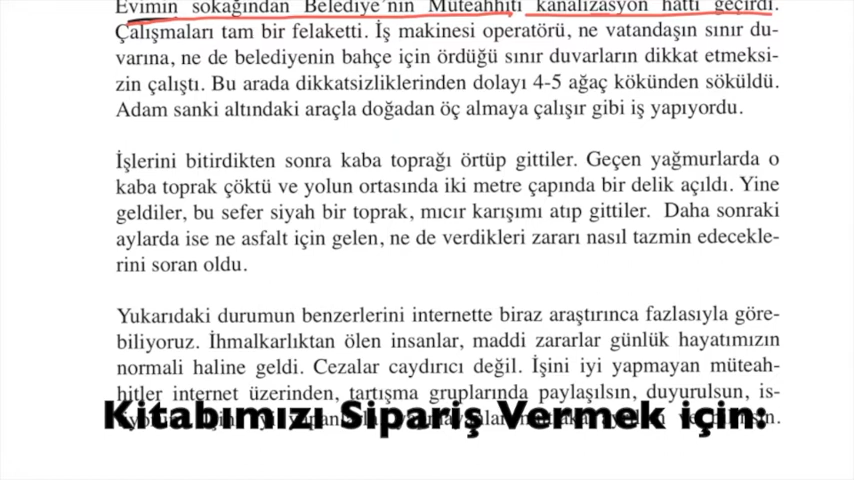 Evimin sokağından Belediye'nin Müteahhiti kanalizasyon hattı geçirdi.
Çalışmaları tam bir felaketti. İş makinesi operatörü, ne vatandaşın sınır du-
varına, ne de belediyenin bahçe için ördüğü sınır duvarların dikkat etmeksi-
zin çalıştı. Bu arada dikkatsizliklerinden dolayı 4-5 ağaç kökünden söküldü.
Adam sanki altındaki araçla doğadan öç almaya çalışır gibi iş yapıyordu.
İşlerini bitirdikten sonra kaba toprağı örtüp gittiler. Geçen yağmurlarda o
kaba toprak çöktü ve yolun ortasında iki metre çapında bir delik açıldı. Yine
geldiler, bu sefer siyah bir toprak, mıcır karışımı atıp gittiler. Daha sonraki
aylarda ise ne asfalt için gelen, ne de verdikleri zararı nasıl tazmin edecekle-
rini soran oldu.
Yukarıdaki durumun benzerlerini internette biraz araştırınca fazlasıyla göre-
biliyoruz. İhmalkarlıktan ölen insanlar, maddi zararlar günlük hayatımızın
normali haline geldi. Cezalar caydırıcı değil. İşini iyi yapmayan müteah-
hitler internet üzerinden, tartışma gruplarında paylaşılsın, duyurulsun, is-
Kitabımızı Sipariş Vermek için: